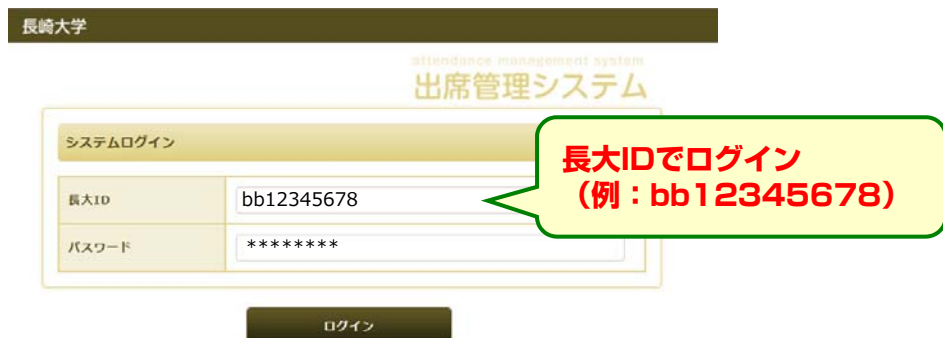 長崎大学
attendance management system
出席管理システム
システムログイン
長大IDでログイン
（例：bb12345678）
長大ID
bb12345678
パスワード
********
ログイン